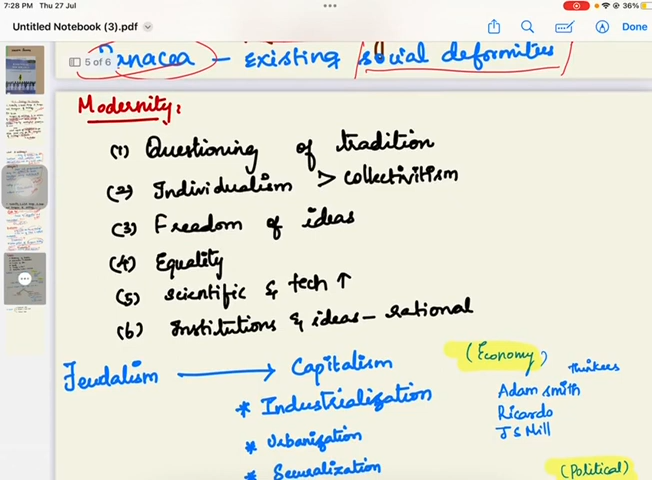 7:28 PM Thu 27 Jul
36%
Untitled Notebook (3).pdf
Done
5 of 6
Panacea - existing social deformities
Modernity:
(1) Questioning of tradition
(2) Individualism > collectivitism
(3) Freedom of ideas
(4) Equality
(5) Scientific & tech ↑
(6) Institutions & ideas - rational
Feudalism → Capitalism
(Economy)
* Industrialization
Thinkers
Adam Smith
Ricardo
J S Mill
* Urbanization
* Secularization
(Political)